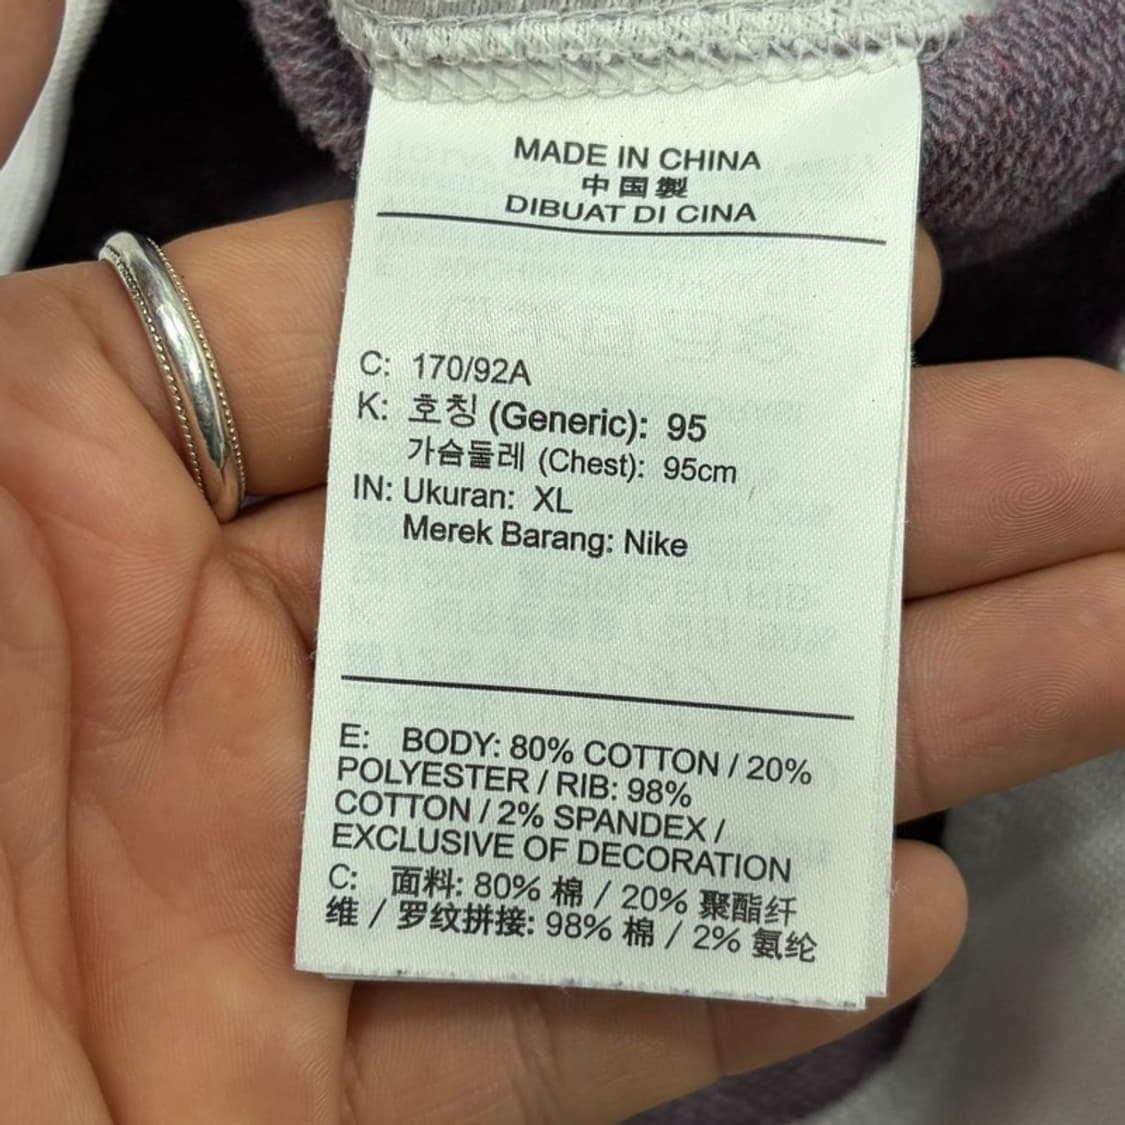 MADE IN CHINA
中国製
DIBUAT DI CINA
C: 170/92A
K: 호칭 (Generic): 95
가슴둘레 (Chest): 95cm
IN: Ukuran: XL
Merek Barang: Nike
E: BODY: 80% COTTON / 20%
POLYESTER / RIB: 98%
COTTON / 2% SPANDEX /
EXCLUSIVE OF DECORATION
C: 面料: 80% 棉 / 20% 聚酯纤
维 / 罗纹拼接: 98% 棉 / 2% 氨纶